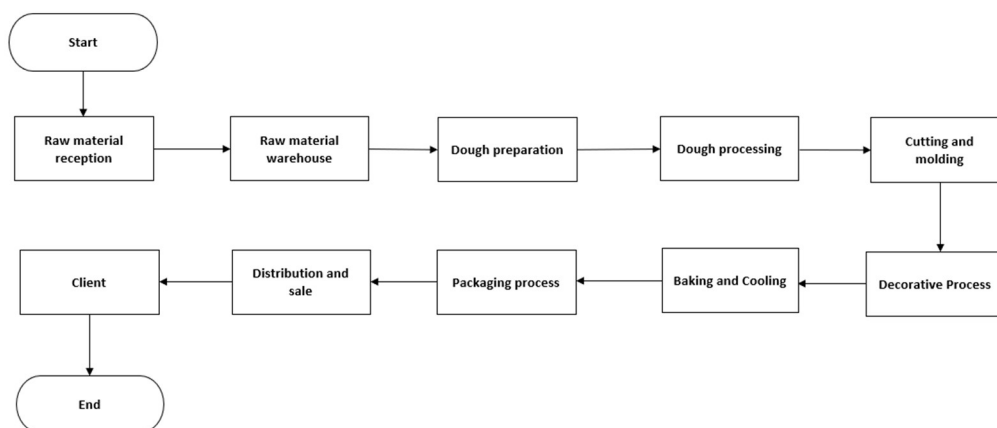 Start
Raw material
reception
Raw material
warehouse
Dough preparation
Dough processing
Cutting and
molding
Decorative Process
Baking and Cooling
Packaging process
Distribution and
sale
Client
End